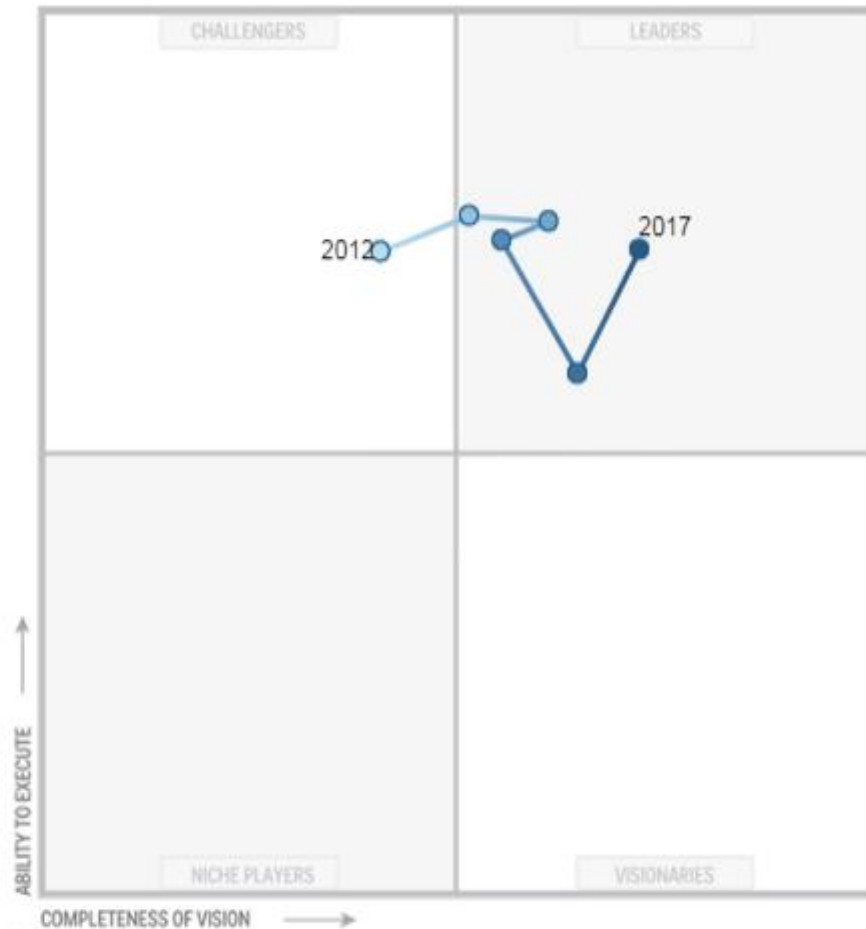 CHALLENGERS
LEADERS
2012
2017
ABILITY TO EXECUTE
NICHE PLAYERS
VISIONARIES
COMPLETENESS OF VISION